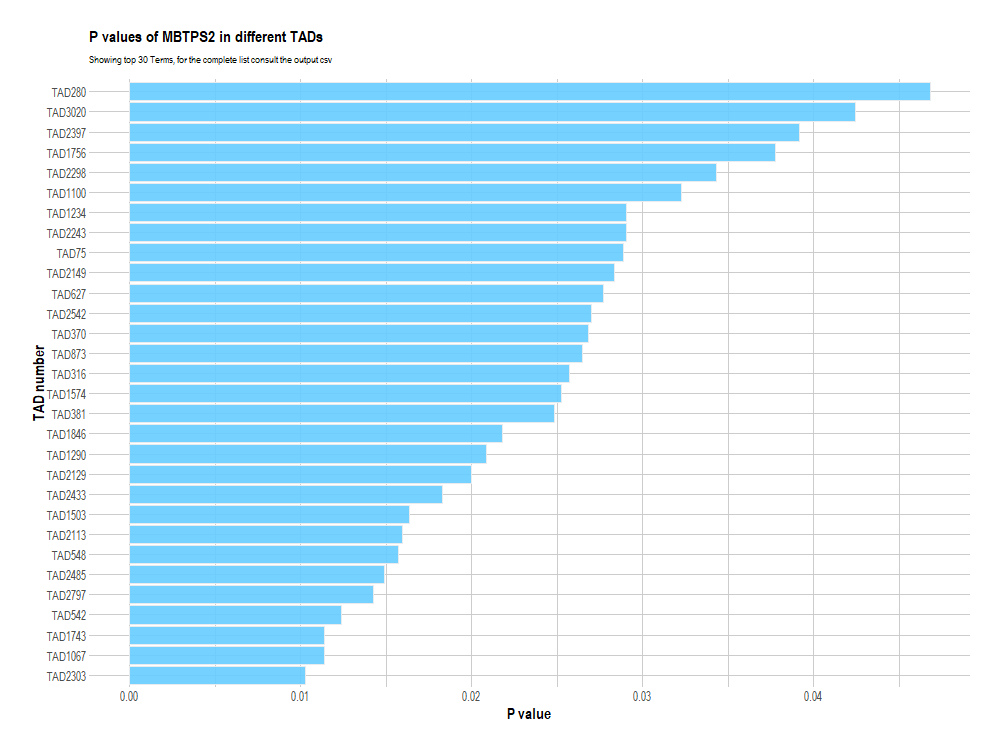 P values of MBTPS2 in different TADs
Showing top 30 Terms, for the complete list consult the output csv
TAD280
TAD3020
TAD2397
TAD1756
TAD2298
TAD1100
TAD1234
TAD2243
TAD75
TAD2149
TAD627
TAD2542
TAD370
TAD873
TAD316
TAD1574
TAD381
TAD1846
TAD1290
TAD2129
TAD2433
TAD1503
TAD2113
TAD548
TAD2485
TAD2797
TAD542
TAD1743
TAD1067
TAD2303
TAD number
0.00 0.01 0.02 0.03 0.04
P value